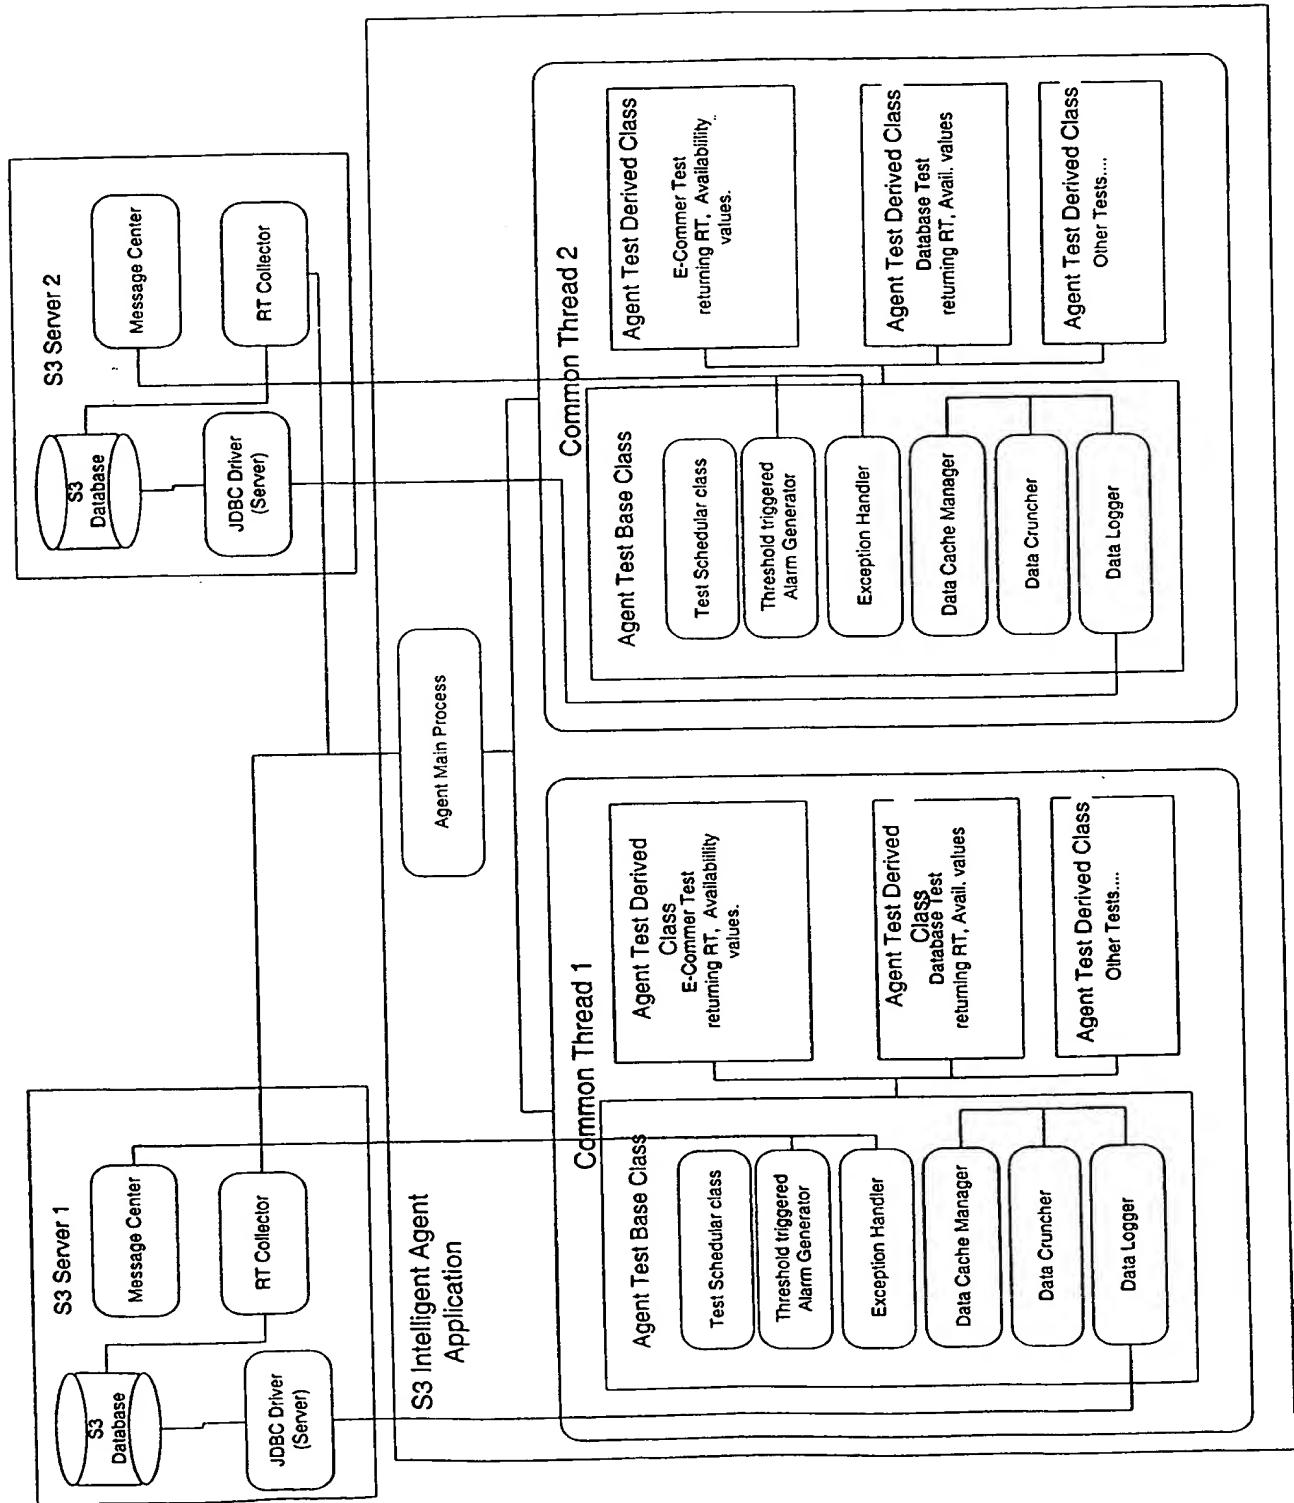 S3 Server 1
S3
Database
Message Center
JDBC Driver
(Server)
RT Collector
S3 Server 2
S3
Database
Message Center
JDBC Driver
(Server)
RT Collector
S3 Intelligent Agent
Application
Agent Main Process
Common Thread 1
Agent Test Base Class
Test Schedular class
Threshold triggered
Alarm Generator
Exception Handler
Data Cache Manager
Data Cruncher
Data Logger
Agent Test Derived
Class
E-Commer Test
returning RT, Availability
values.
Agent Test Derived
Class
Database Test
returning RT, Avail. values
Agent Test Derived Class
Other Tests....
Common Thread 2
Agent Test Base Class
Test Schedular class
Threshold triggered
Alarm Generator
Exception Handler
Data Cache Manager
Data Cruncher
Data Logger
Agent Test Derived Class
E-Commer Test
returning RT, Availability..
values.
Agent Test Derived Class
Database Test
returning RT, Avail. values
Agent Test Derived Class
Other Tests....